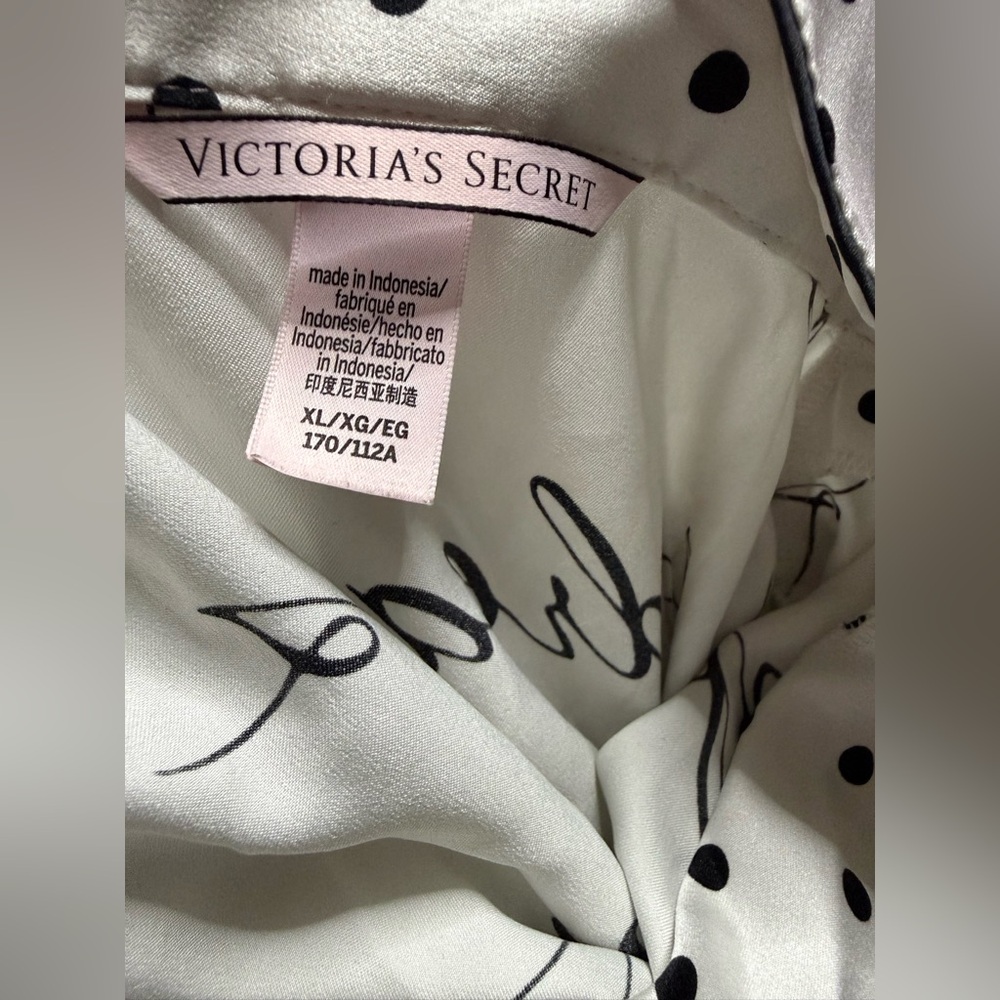 VICTORIA'S SECRET
made in Indonesia/
fabriqué en
Indonésie/hecho en
Indonesia/fabbricato
in Indonesia/
印度尼西亚制造
XL/XG/EG
170/112A